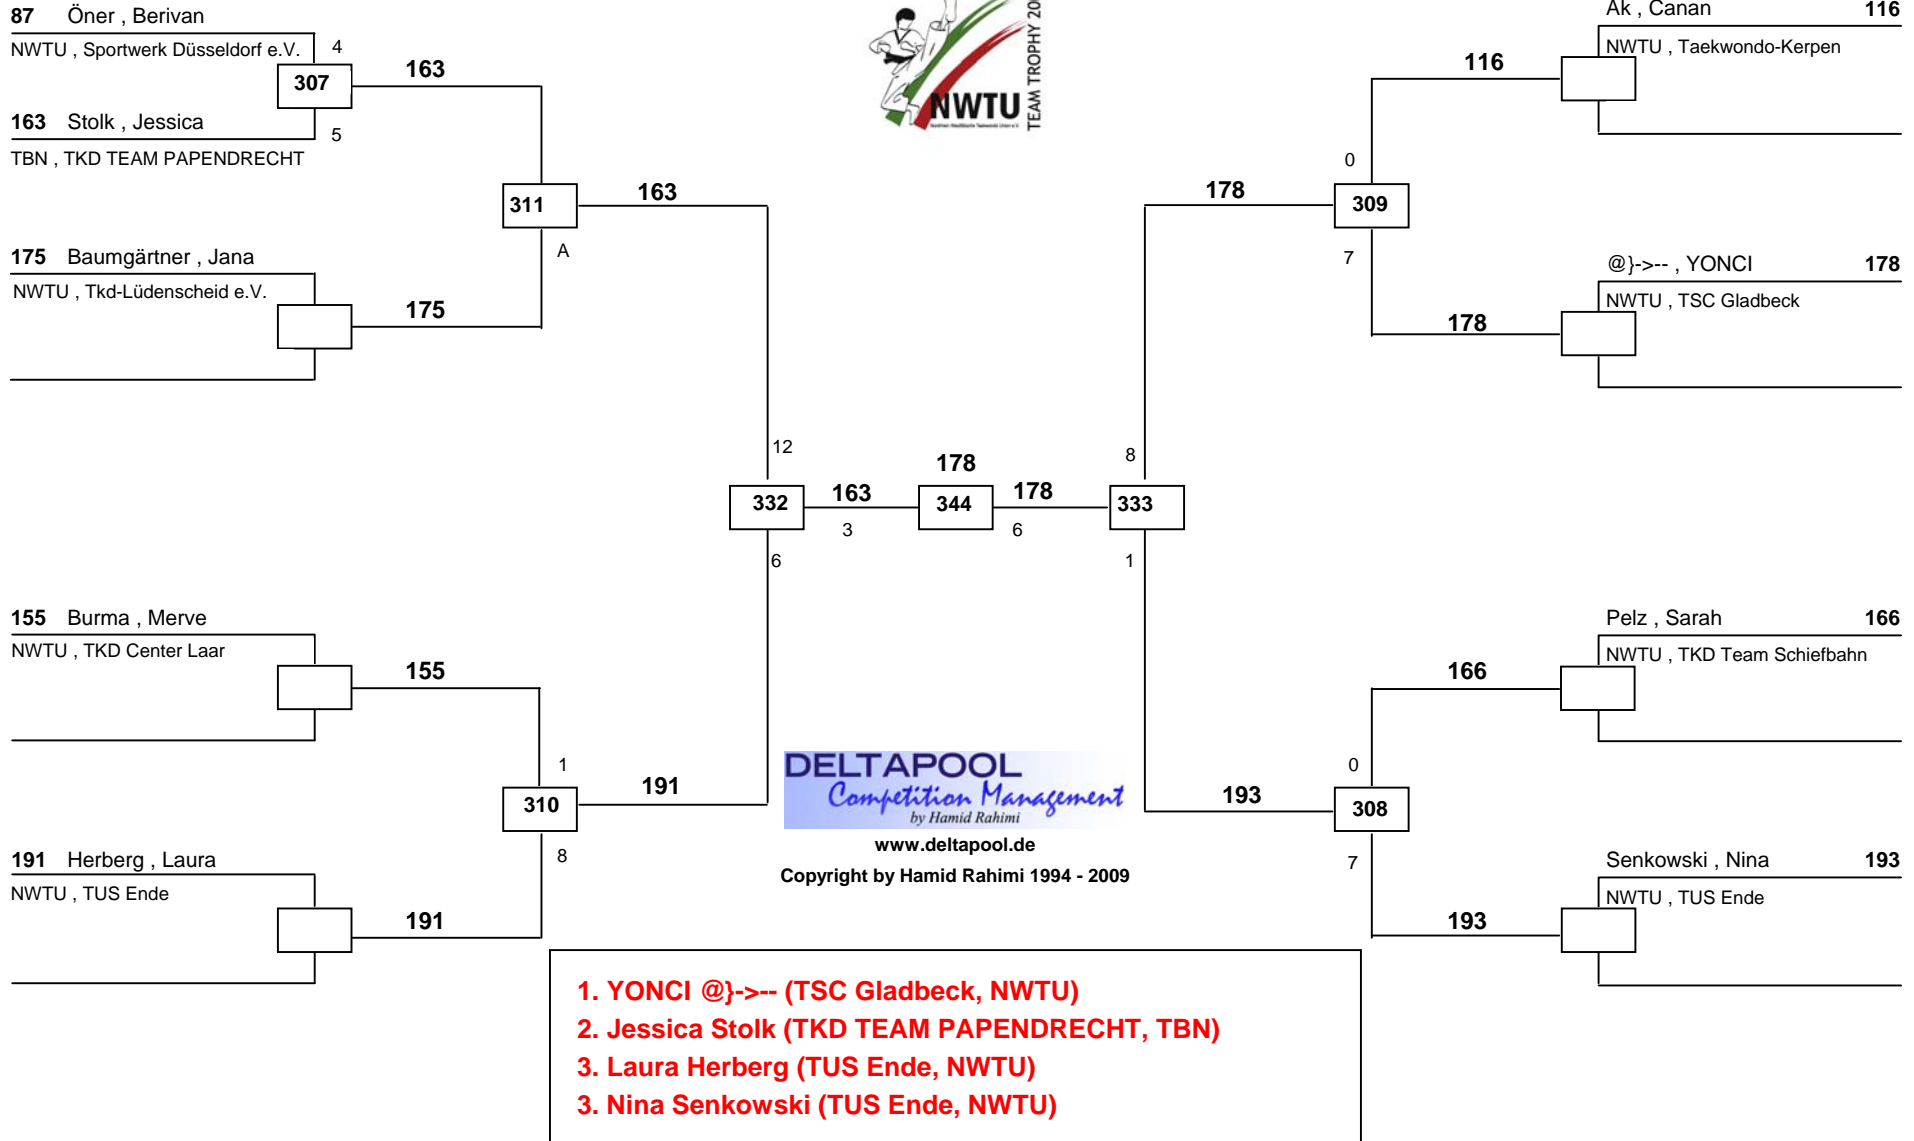 87 Öner , Berivan
NWTU , Sportwerk Düsseldorf e.V.
4
307
163
163 Stolk , Jessica
5
TBN , TKD TEAM PAPENDRECHT
311
163
A
175 Baumgärtner , Jana
NWTU , Tkd-Lüdenscheid e.V.
175
12
332
163
3
6
155 Burma , Merve
NWTU , TKD Center Laar
155
1
310
191
8
191 Herberg , Laura
NWTU , TUS Ende
191
NWTU
TEAM TROPHY
178
344
178
6
Ak , Canan 116
NWTU , Taekwondo-Kerpen
116
0
178
309
7
@}->-- , YONCI 178
NWTU , TSC Gladbeck
178
8
333
1
Pelz , Sarah 166
NWTU , TKD Team Schiefbahn
166
0
193
308
7
Senkowski , Nina 193
NWTU , TUS Ende
193
DELTAPOOL
Competition Management
by Hamid Rahimi
www.deltapool.de
Copyright by Hamid Rahimi 1994 - 2009
1. YONCI @}->-- (TSC Gladbeck, NWTU)
2. Jessica Stolk (TKD TEAM PAPENDRECHT, TBN)
3. Laura Herberg (TUS Ende, NWTU)
3. Nina Senkowski (TUS Ende, NWTU)